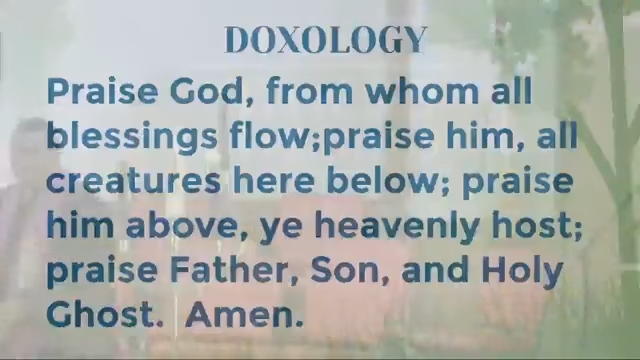 DOXOLOGY
Praise God, from whom all
blessings flow;praise him, all
creatures here below; praise
him above, ye heavenly host;
praise Father, Son, and Holy
Ghost.  Amen.